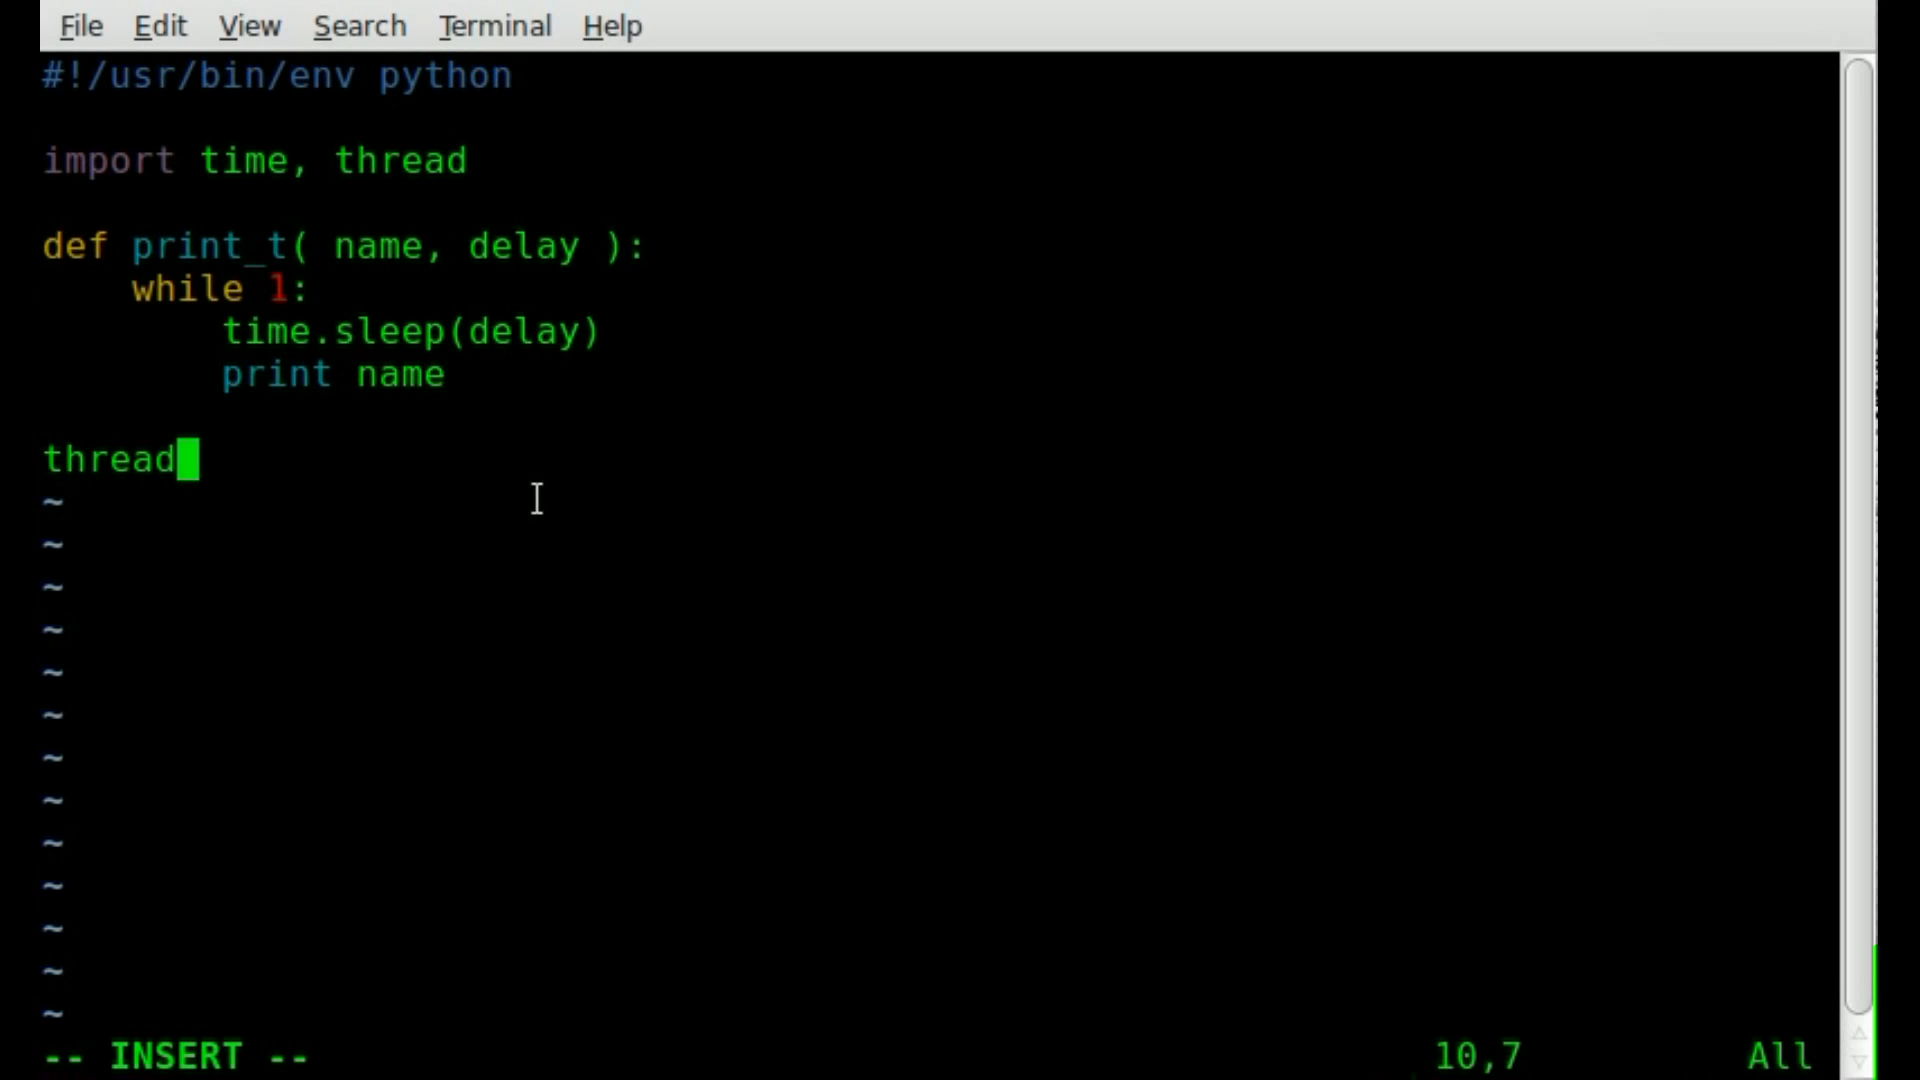 File Edit View Search Terminal Help
#!/usr/bin/env python
import time, thread
def print_t( name, delay ):
while 1:
time.sleep(delay)
print name
thread
~
~
~
~
~
~
~
~
~
~
~
~
~
-- INSERT -- 10,7 All